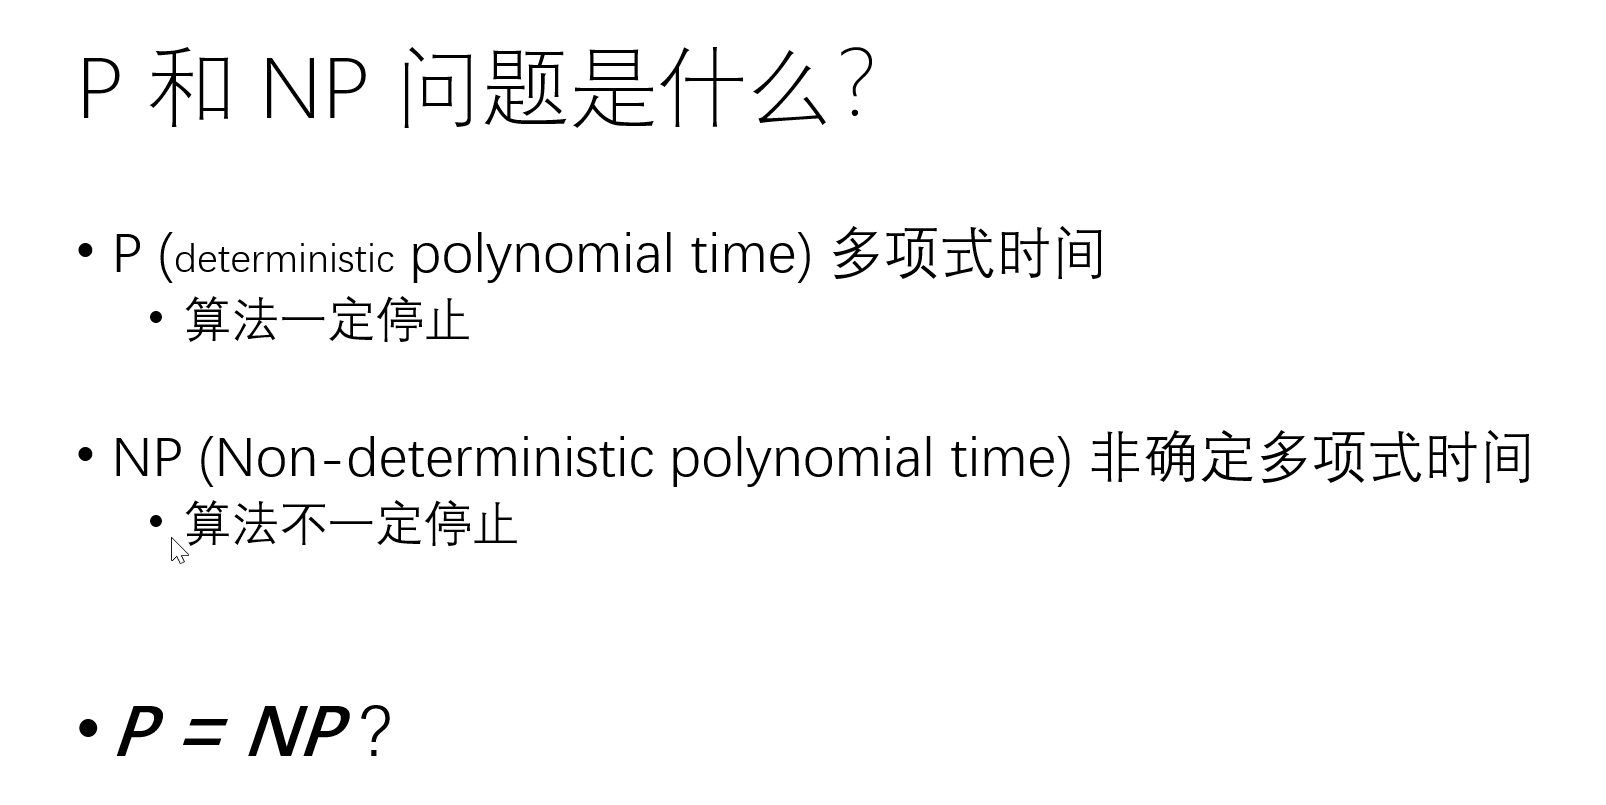 P 和 NP 问题是什么?
• P (deterministic polynomial time) 多项式时间
• 算法一定停止
• NP (Non-deterministic polynomial time) 非确定多项式时间
• 算法不一定停止
• P = NP?